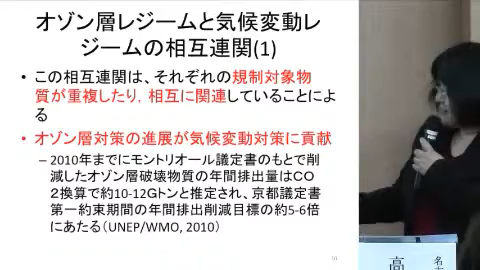 オゾン層レジームと気候変動レ
ジームの相互連関(1)
• この相互連関は、それぞれの規制対象物
質が重複したり，相互に関連していることによ
る
• オゾン層対策の進展が気候変動対策に貢献
– 2010年までにモントリオール議定書のもとで削
減したオゾン層破壊物質の年間排出量はCO
２換算で約10-12Gトンと推定され、京都議定書
第一約束期間の年間排出削減目標の約5-6倍
にあたる（UNEP/WMO, 2010）
高
名